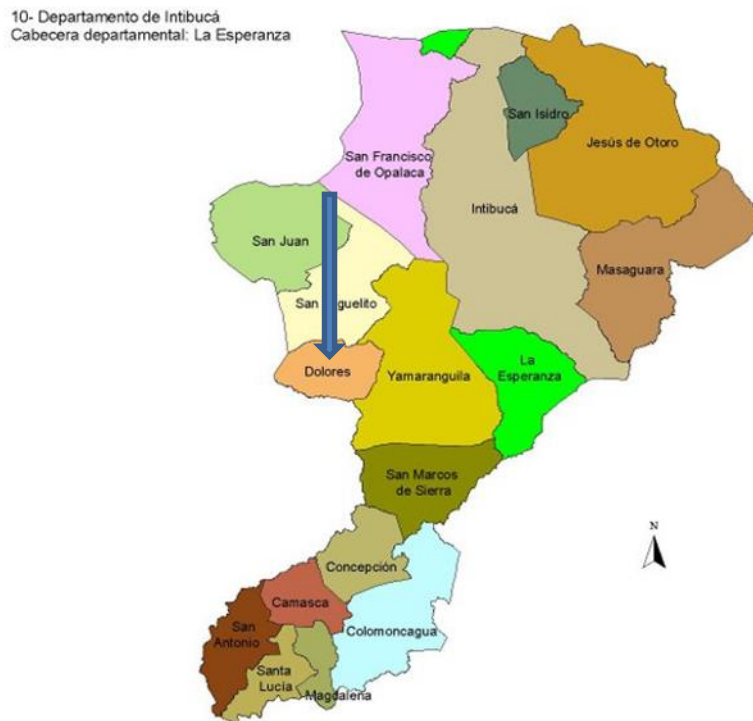 10- Departamento de Intibucá
Cabecera departamental: La Esperanza
San Isidro
Jesús de Otoro
San Francisco
de Opalaca
Intibucá
San Juan
Masaguara
San
Dolores
Yamaranguila
La
Esperanza
San Marcos
de Sierra
N
Concepción
Camasca
Colomoncagua
San
Antonio
Santa
Lucía
Magdalena